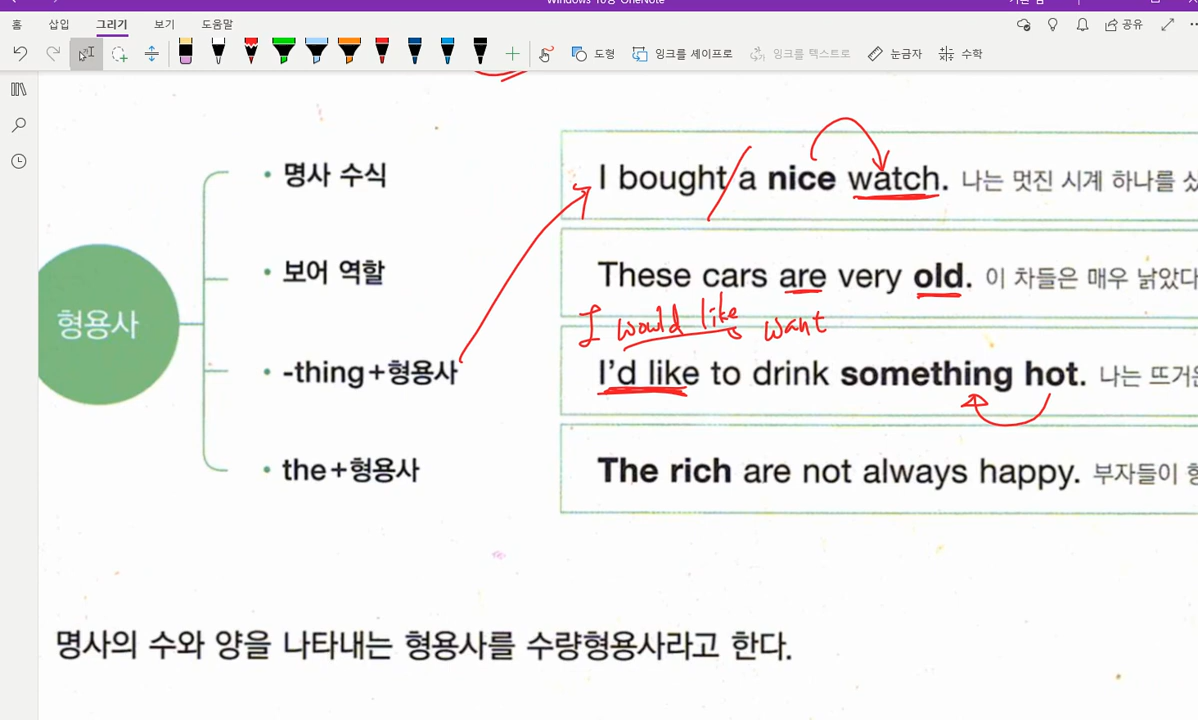 홈 삽입 그리기 보기 도움말
공유
도형 잉크를 셰이프로 잉크를 텍스트로 눈금자 수학
형용사
• 명사 수식
I bought a nice watch. 나는 멋진 시계 하나를 샀
• 보어 역할
These cars are very old. 이 차들은 매우 낡았다
I would like want
• -thing+형용사
I'd like to drink something hot. 나는 뜨거운
• the+형용사
The rich are not always happy. 부자들이 항
명사의 수와 양을 나타내는 형용사를 수량형용사라고 한다.